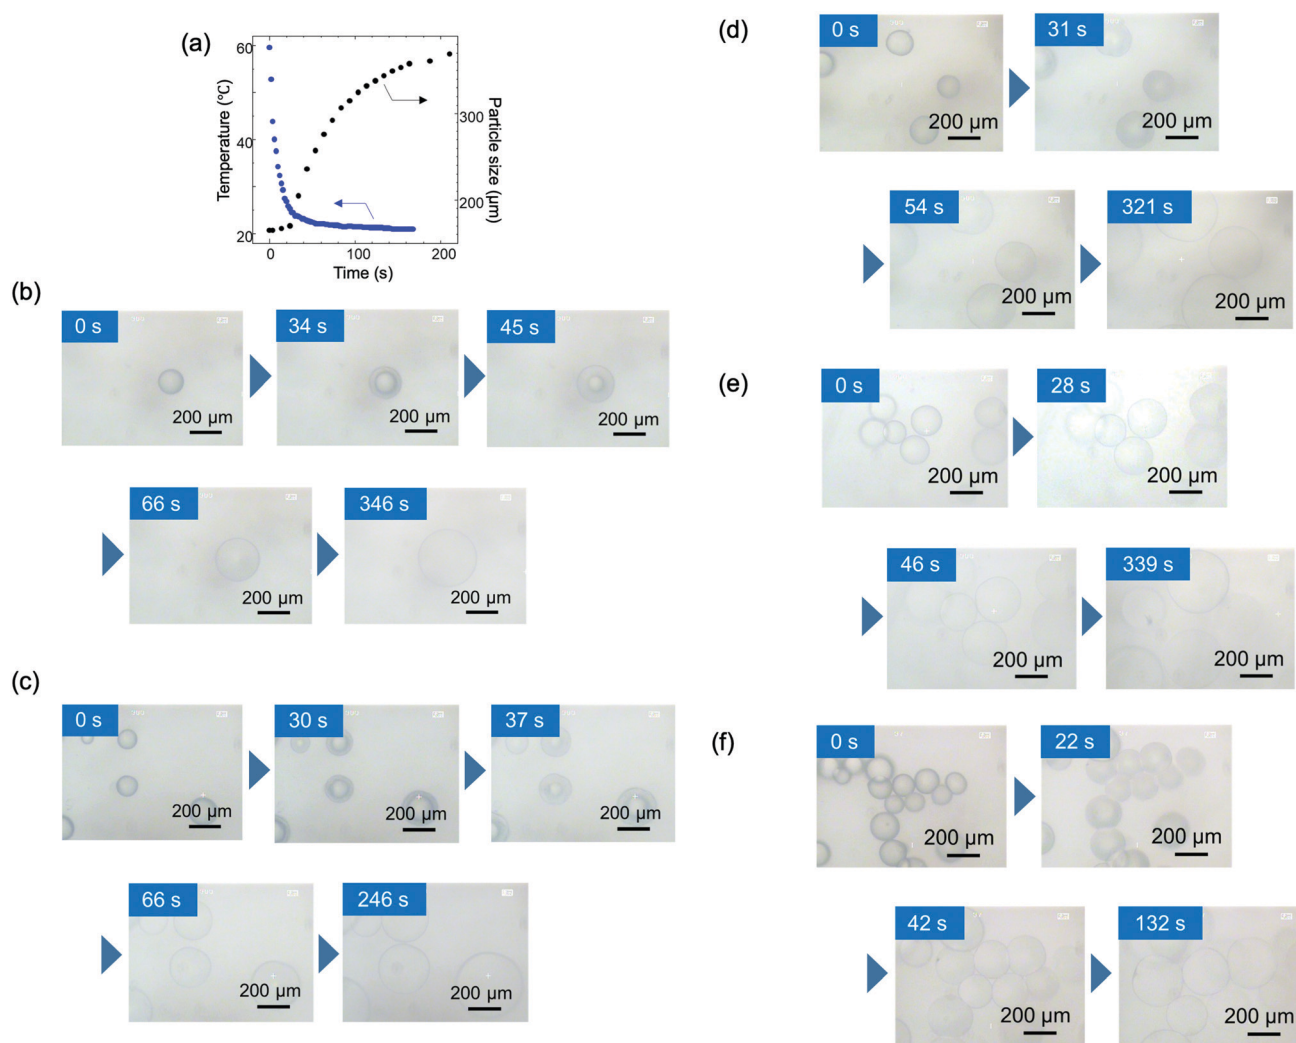 (a)
60
40
20
Temperature (°C)
300
200
Particle size (µm)
0
100
200
Time (s)
(b)
0 s
200 µm
34 s
200 µm
45 s
200 µm
66 s
200 µm
346 s
200 µm
(c)
0 s
200 µm
30 s
200 µm
37 s
200 µm
66 s
200 µm
246 s
200 µm
(d)
0 s
200 µm
31 s
200 µm
54 s
200 µm
321 s
200 µm
(e)
0 s
200 µm
28 s
200 µm
46 s
200 µm
339 s
200 µm
(f)
0 s
200 µm
22 s
200 µm
42 s
200 µm
132 s
200 µm